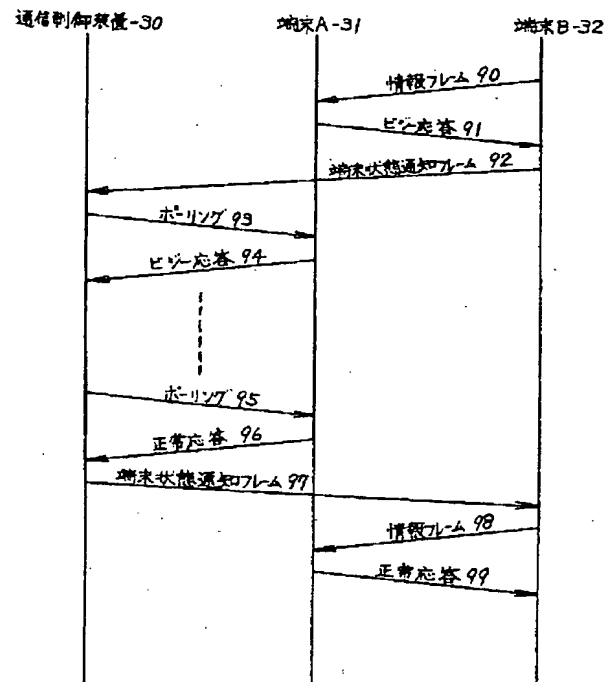 通信制御装置-30
端末A-31
端末B-32
情報フレーム 90
ビジー応答 91
端末状態通知フレーム 92
ポーリング 93
ビジー応答 94
ポーリング 95
正常応答 96
端末状態通知フレーム 97
情報フレーム 98
正常応答 99